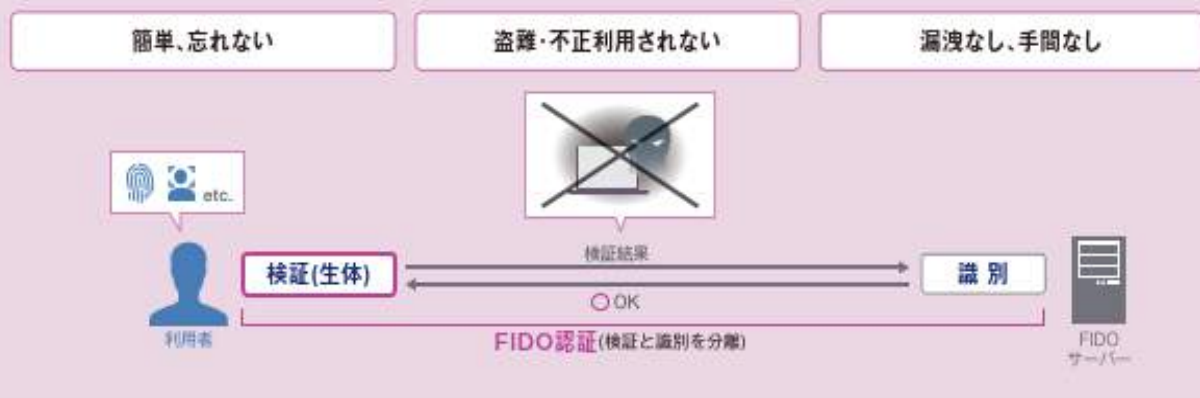 簡単、忘れない
盗難・不正利用されない
漏洩なし、手間なし
etc.
検証(生体)
検証結果
識別
OK
利用者
FIDO認証(検証と識別を分離)
FIDO
サーバー